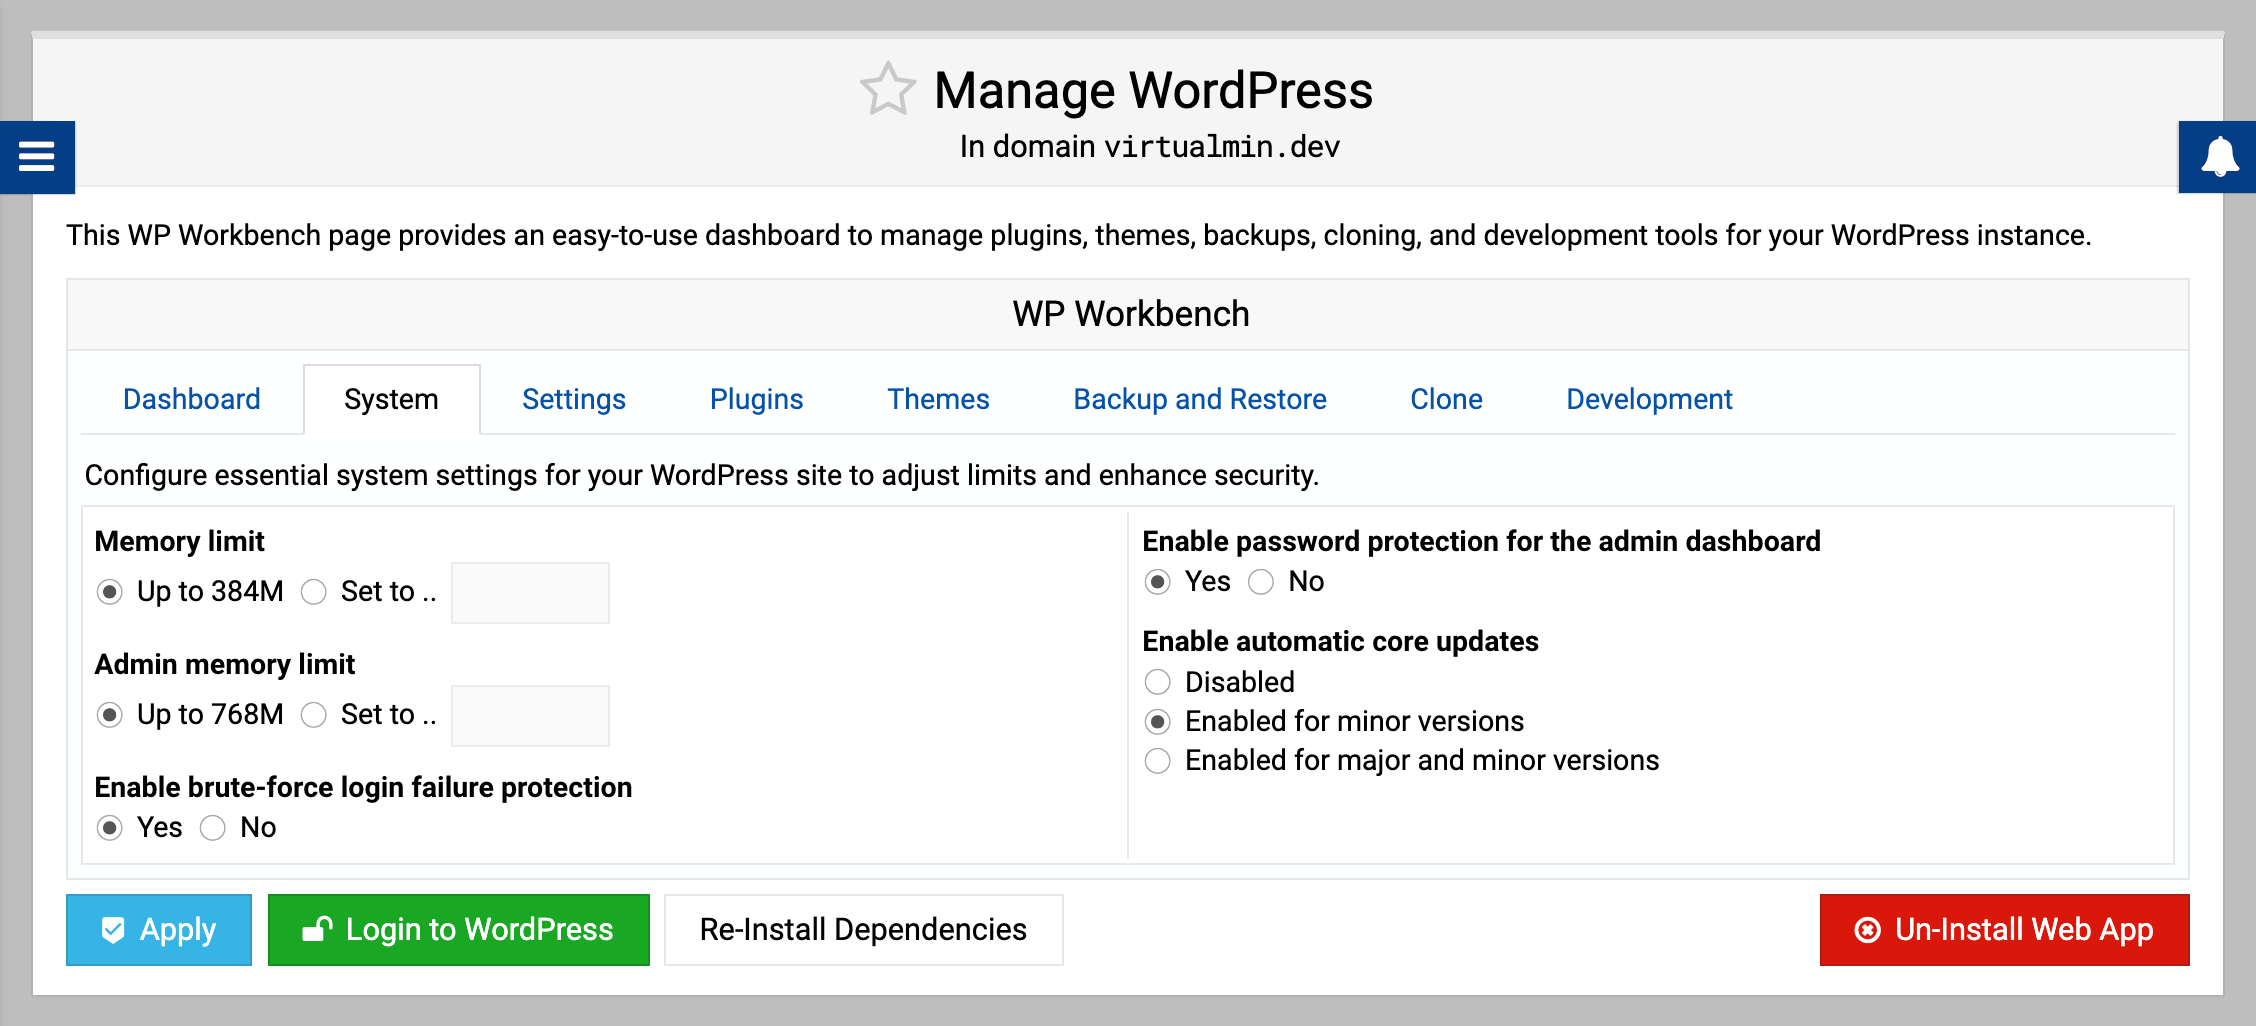 Manage WordPress
In domain virtualmin.dev
This WP Workbench page provides an easy-to-use dashboard to manage plugins, themes, backups, cloning, and development tools for your WordPress instance.
WP Workbench
Dashboard System Settings Plugins Themes Backup and Restore Clone Development
Configure essential system settings for your WordPress site to adjust limits and enhance security.
Memory limit
Up to 384M Set to ..
Admin memory limit
Up to 768M Set to ..
Enable brute-force login failure protection
Yes No
Enable password protection for the admin dashboard
Yes No
Enable automatic core updates
Disabled
Enabled for minor versions
Enabled for major and minor versions
Apply Login to WordPress Re-Install Dependencies Un-Install Web App